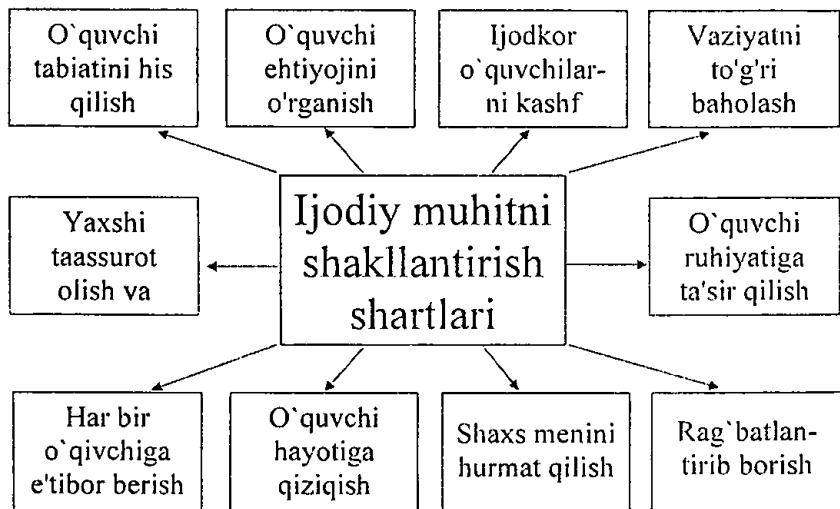 O`quvchi
tabiatini his
qilish
O`quvchi
ehtiyojini
o'rganish
Ijodkor
o`quvchilar-
ni kashf
Vaziyatni
to'g'ri
baholash
Yaxshi
taassurot
olish va
Ijodiy muhitni
shakllantirish
shartlari
O`quvchi
ruhiyatiga
ta'sir qilish
Har bir
o`qivchiga
e'tibor berish
O`quvchi
hayotiga
qiziqish
Shaxs menini
hurmat qilish
Rag`batlan-
tirib borish